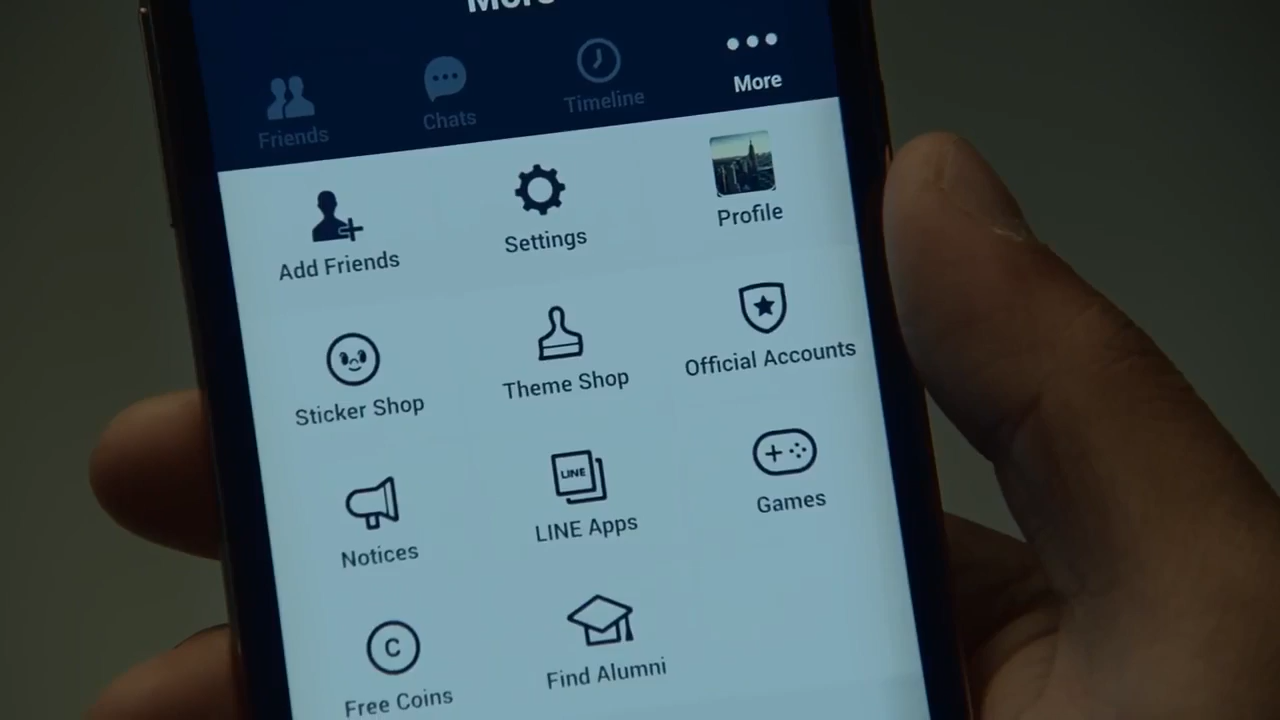 More
Friends
Chats
Timeline
More
Add Friends
Settings
Profile
Sticker Shop
Theme Shop
Official Accounts
Notices
LINE
LINE Apps
Games
C
Free Coins
Find Alumni